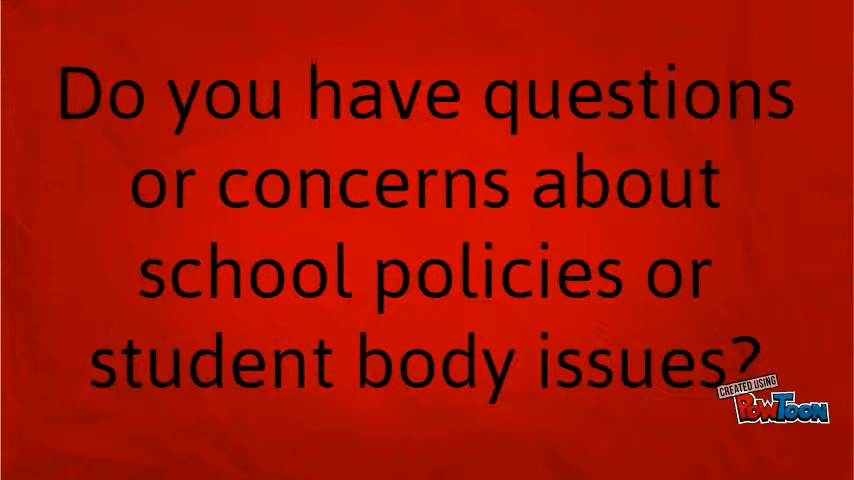 Do you have questions
or concerns about
school policies or
student body issues?
CREATED USING
POWTOON